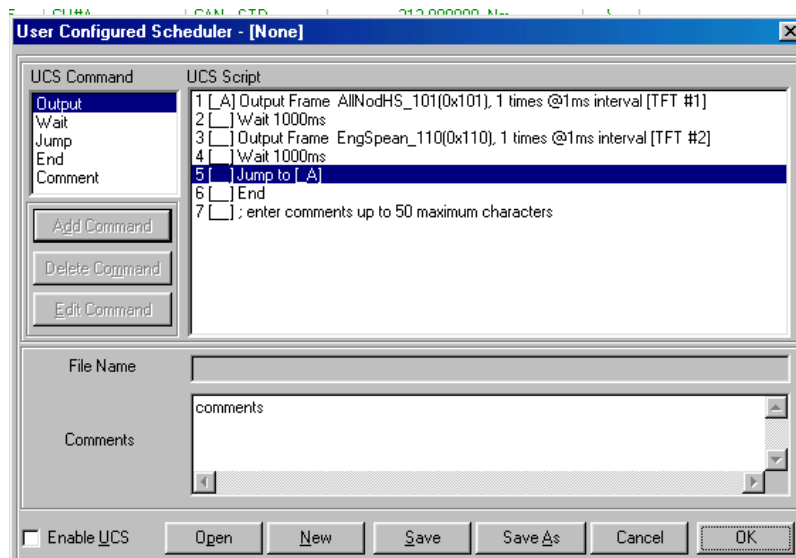 User Configured Scheduler - [None]
UCS Command
Output
Wait
Jump
End
Comment
Add Command
Delete Command
Edit Command
UCS Script
1 [_A] Output Frame AllNodHS_101(0x101), 1 times @1ms interval [TFT #1]
2 [__] Wait 1000ms
3 [__] Output Frame EngSpean_110(0x110), 1 times @1ms interval [TFT #2]
4 [__] Wait 1000ms
5 [__] Jump to [_A]
6 [__] End
7 [__] ; enter comments up to 50 maximum characters
File Name
Comments
comments
Enable UCS
Open
New
Save
Save As
Cancel
OK